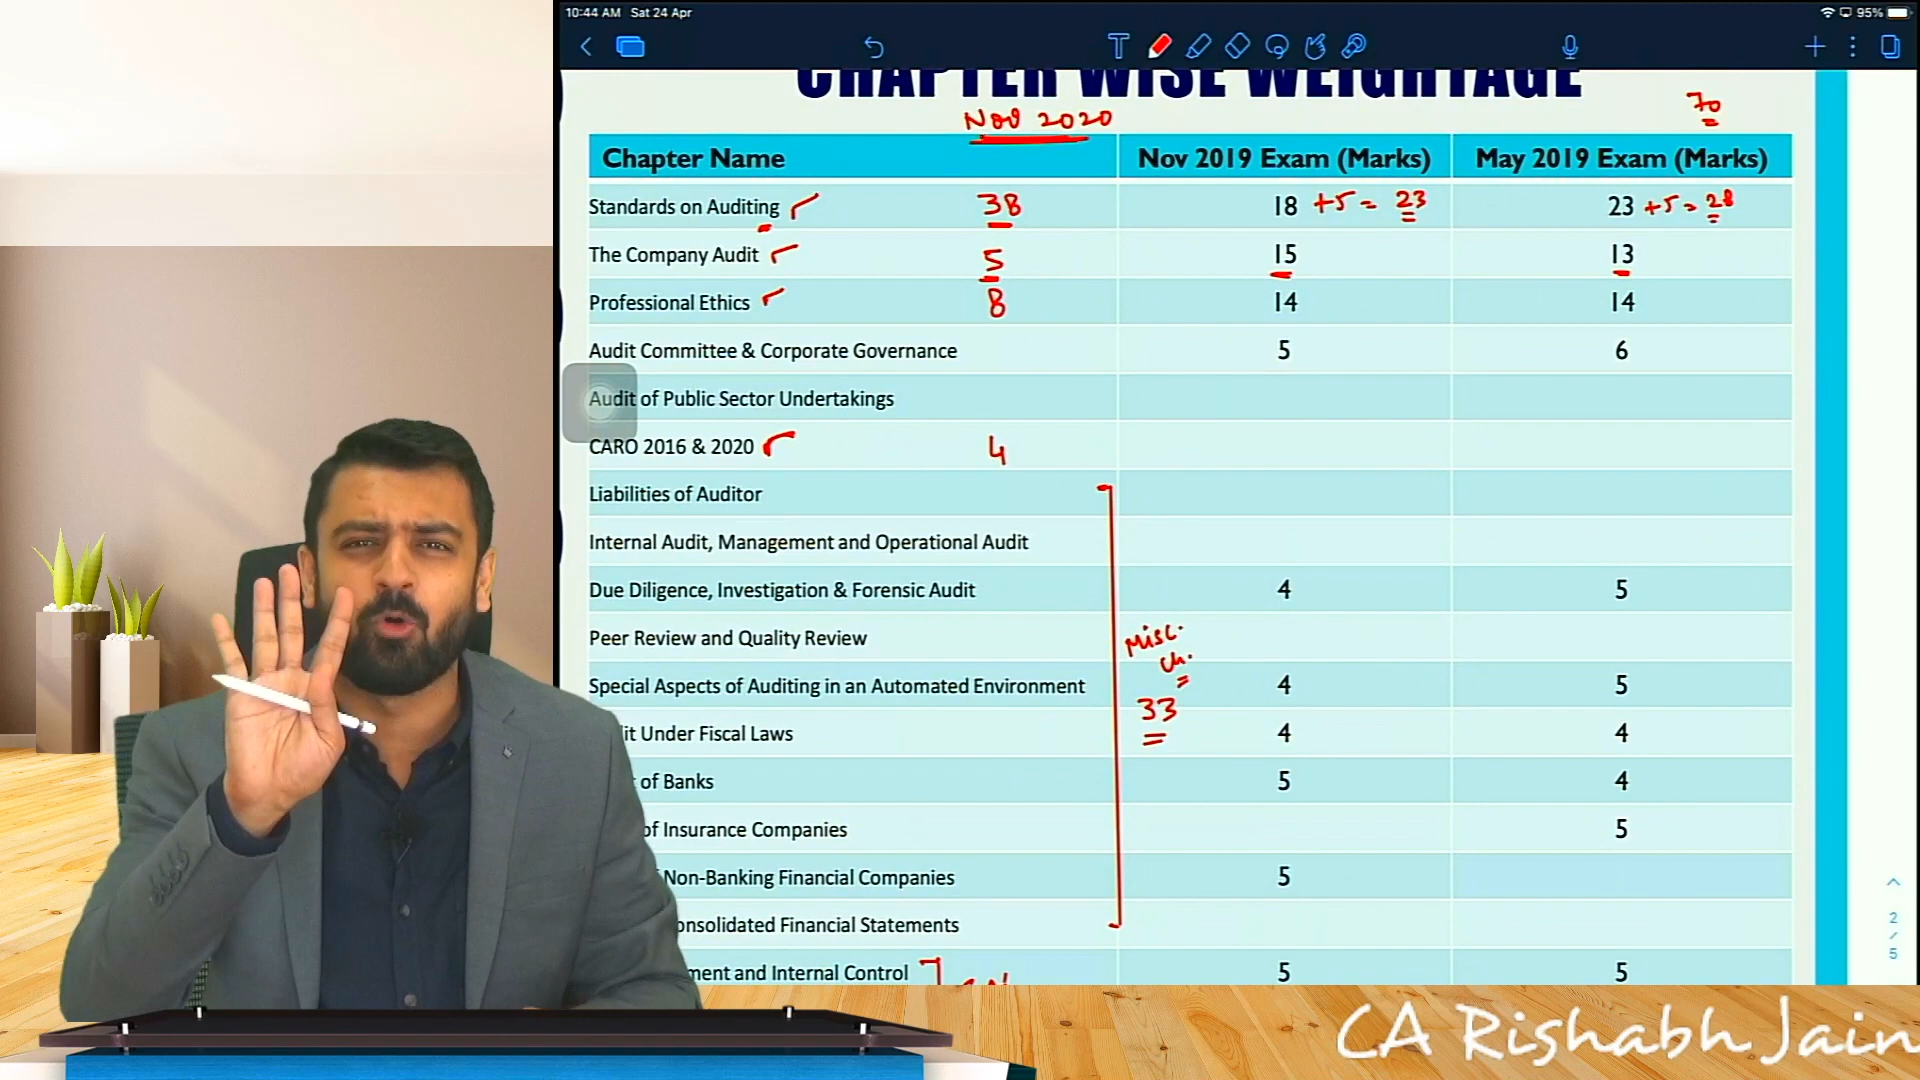 10:44 AM Sat 24 Apr 95%
CHAPTER WISE WEIGHTAGE
Nov 2020 70
Chapter Name Nov 2019 Exam (Marks) May 2019 Exam (Marks)
Standards on Auditing 38 18 +5 = 23 23 +5 = 28
The Company Audit 5 15 13
Professional Ethics 8 14 14
Audit Committee & Corporate Governance 5 6
Audit of Public Sector Undertakings
CARO 2016 & 2020 4
Liabilities of Auditor
Internal Audit, Management and Operational Audit
Due Diligence, Investigation & Forensic Audit 4 5
Peer Review and Quality Review
Misc. Ch.
Special Aspects of Auditing in an Automated Environment 4 5
33
Under Fiscal Laws 4 4
of Banks 5 4
of Insurance Companies 5
Non-Banking Financial Companies 5
Financial Statements
and Internal Control 5 5
2
/
5
CA Rishabh Jain